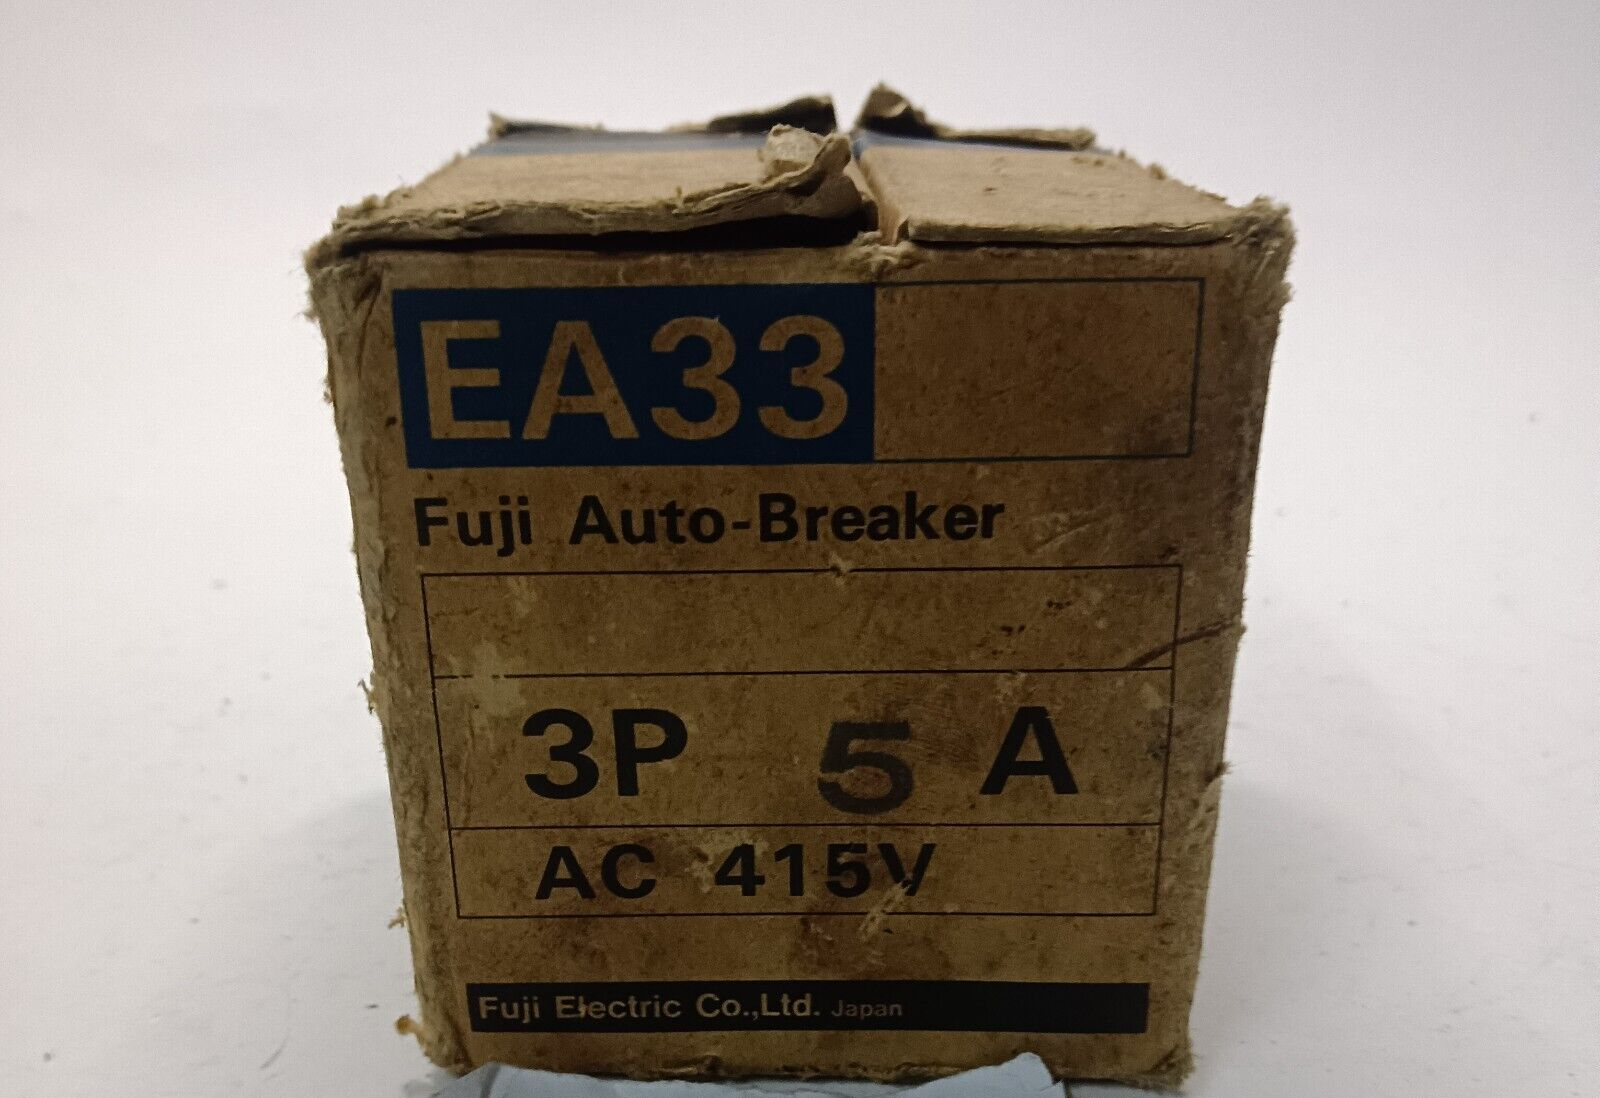 EA33
Fuji Auto-Breaker
3P 5 A
AC 415V
Fuji Electric Co.,Ltd. Japan